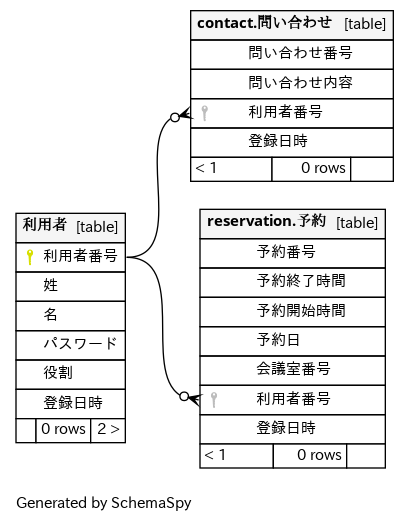 contact.問い合わせ [table]
問い合わせ番号
問い合わせ内容
利用者番号
登録日時
< 1 0 rows
利用者 [table]
利用者番号
姓
名
パスワード
役割
登録日時
0 rows 2 >
reservation.予約 [table]
予約番号
予約終了時間
予約開始時間
予約日
会議室番号
利用者番号
登録日時
< 1 0 rows
Generated by SchemaSpy